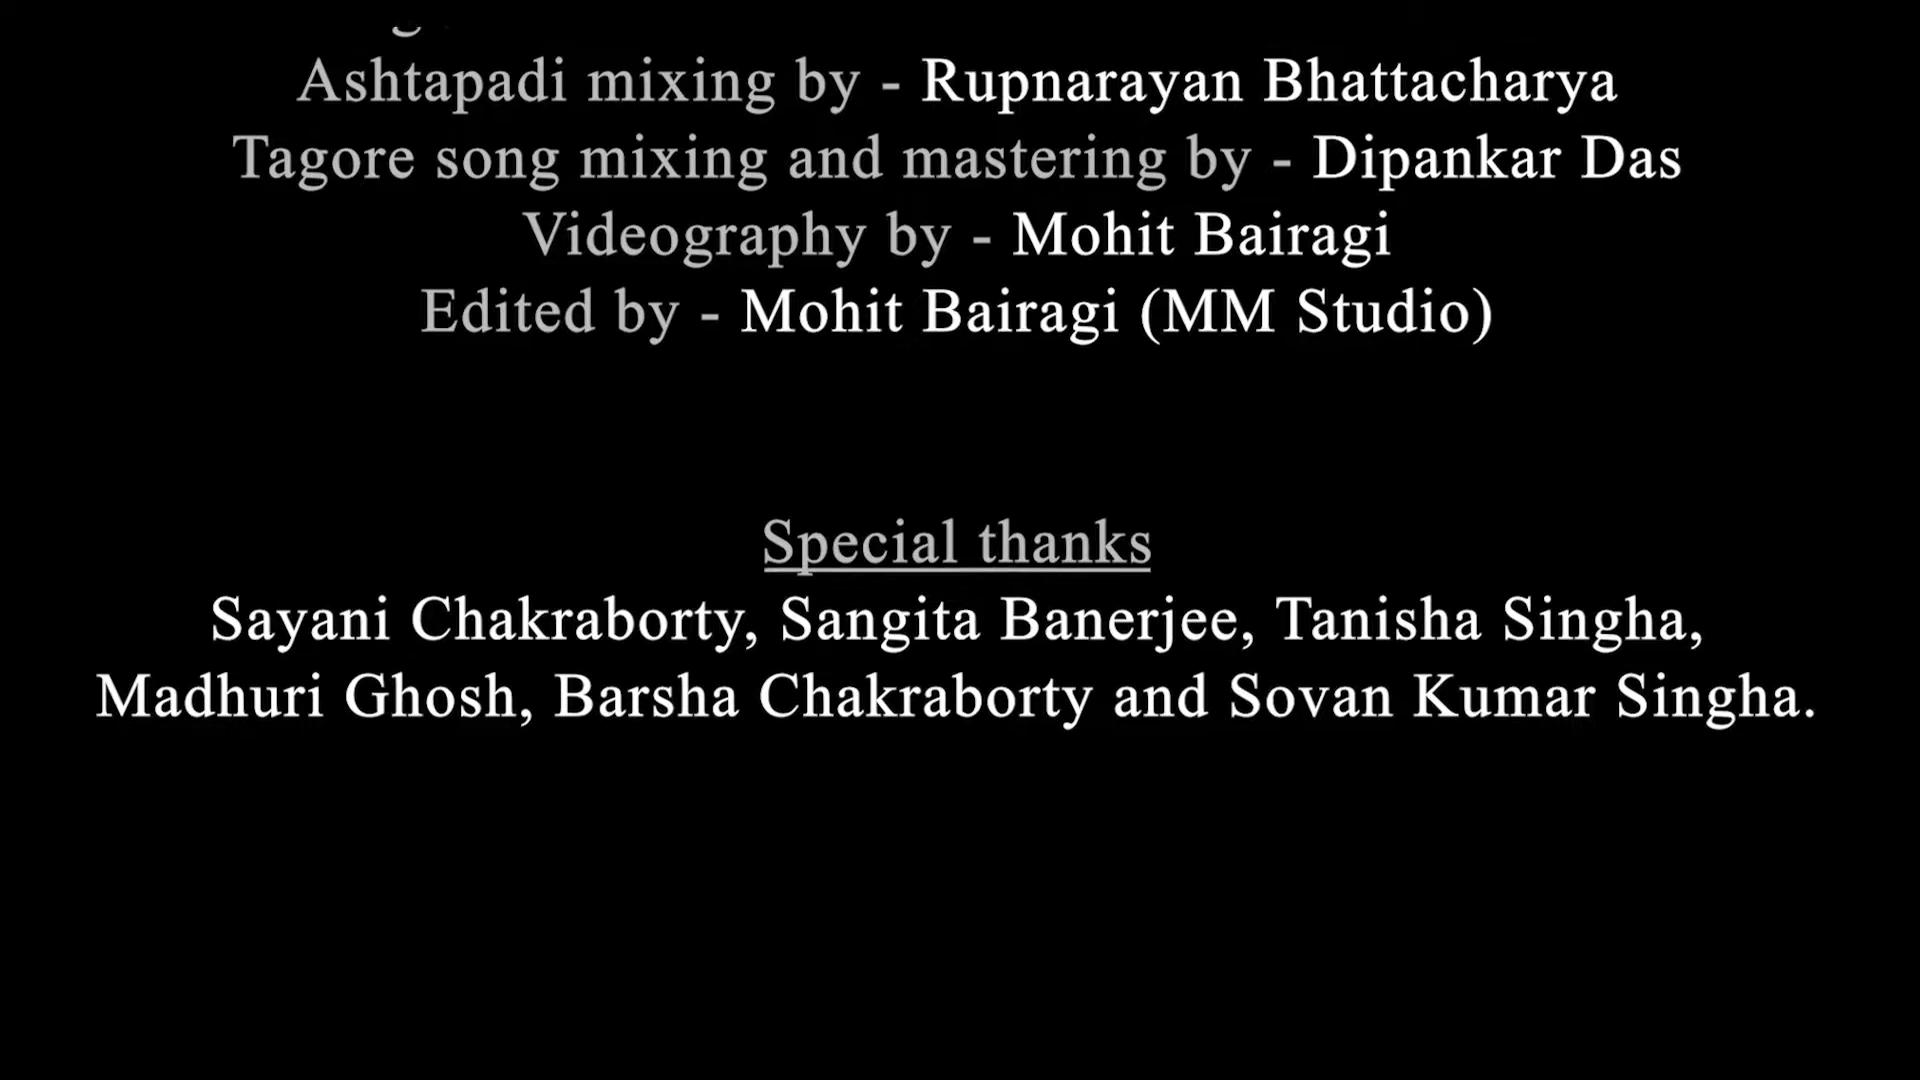 Ashtapadi mixing by - Rupnarayan Bhattacharya
Tagore song mixing and mastering by - Dipankar Das
Videography by - Mohit Bairagi
Edited by - Mohit Bairagi (MM Studio)
Special thanks
Sayani Chakraborty, Sangita Banerjee, Tanisha Singha,
Madhuri Ghosh, Barsha Chakraborty and Sovan Kumar Singha.